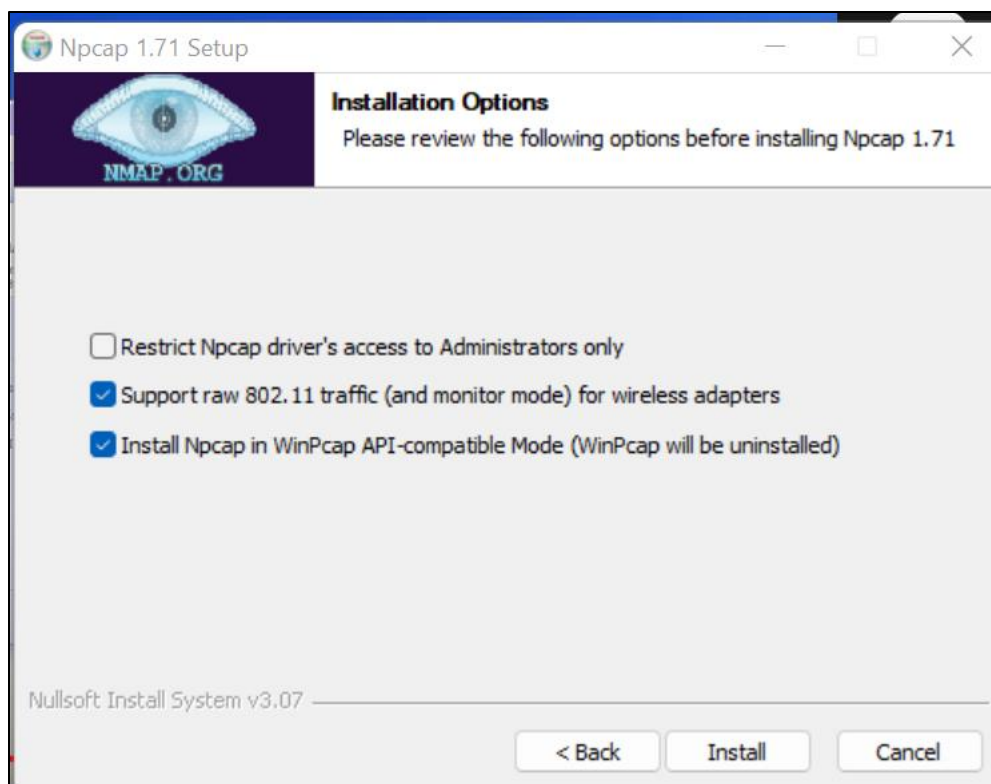 Npcap 1.71 Setup
NMAP.ORG
Installation Options
Please review the following options before installing Npcap 1.71
Restrict Npcap driver's access to Administrators only
Support raw 802.11 traffic (and monitor mode) for wireless adapters
Install Npcap in WinPcap API-compatible Mode (WinPcap will be uninstalled)
Nullsoft Install System v3.07
< Back
Install
Cancel